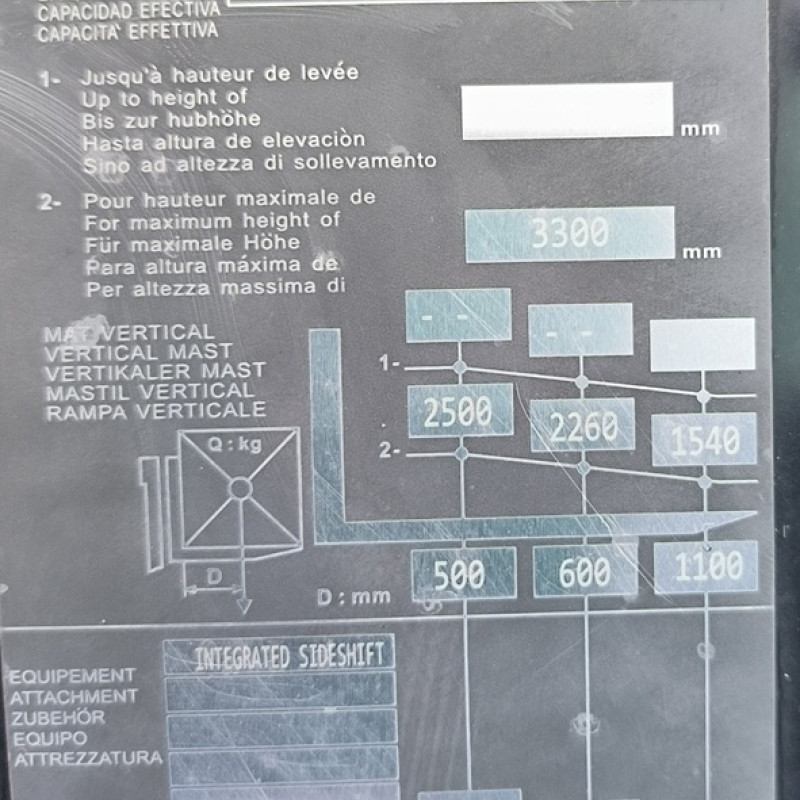 CAPACIDAD EFECTIVA
CAPACITA' EFFETTIVA
1- Jusqu'à hauteur de levée
Up to height of
Bis zur hubhöhe
Hasta altura de elevaciòn
Sino ad altezza di sollevamento
mm
2- Pour hauteur maximale de
For maximum height of
Für maximale Höhe
Para altura máxima de
Per altezza massima di
3300 mm
MAT VERTICAL
VERTICAL MAST
VERTIKALER MAST
MASTIL VERTICAL
RAMPA VERTICALE
- - - -
1-
2500 2260 1540
2-
Q : kg
D
500 600 1100
D : mm
INTEGRATED SIDESHIFT
EQUIPEMENT
ATTACHMENT
ZUBEHÓR
EQUIPO
ATTREZZATURA